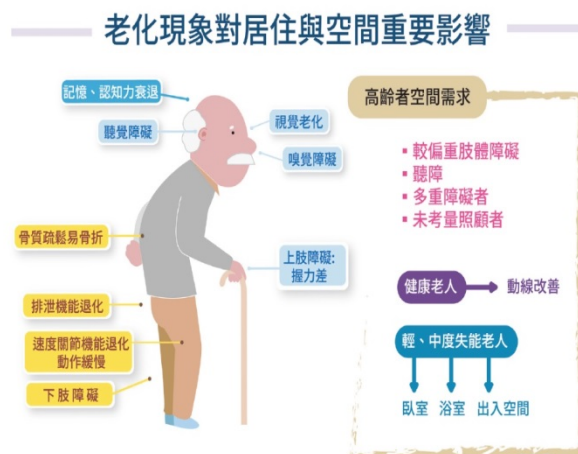 老化現象對居住與空間重要影響
記憶、認知力衰退
聽覺障礙
視覺老化
嗅覺障礙
骨質疏鬆易骨折
上肢障礙:
握力差
排泄機能退化
速度關節機能退化
動作緩慢
下肢障礙
高齡者空間需求
▪ 較偏重肢體障礙
▪ 聽障
▪ 多重障礙者
▪ 未考量照顧者
健康老人
動線改善
輕、中度失能老人
臥室 浴室 出入空間